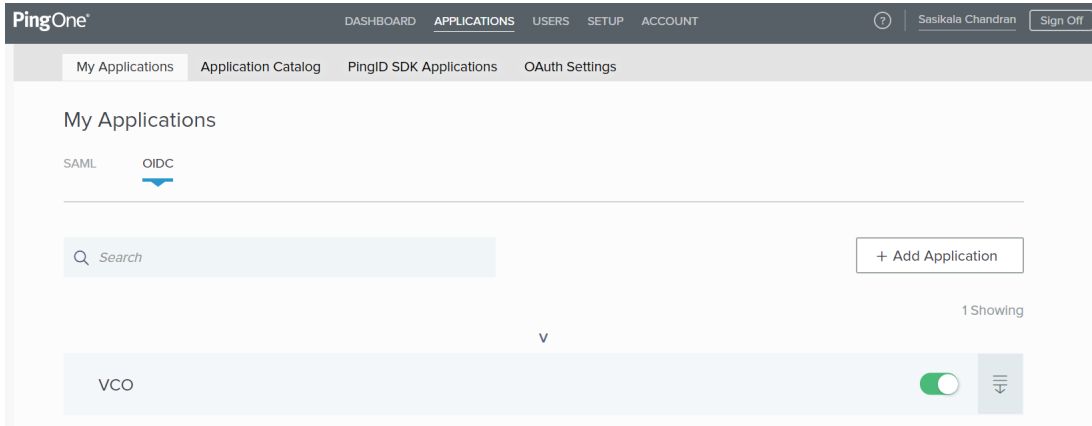 PingOne® DASHBOARD APPLICATIONS USERS SETUP ACCOUNT ? Sasikala Chandran Sign Off
My Applications Application Catalog PingID SDK Applications OAuth Settings
My Applications
SAML OIDC
Search + Add Application
1 Showing
V
VCO